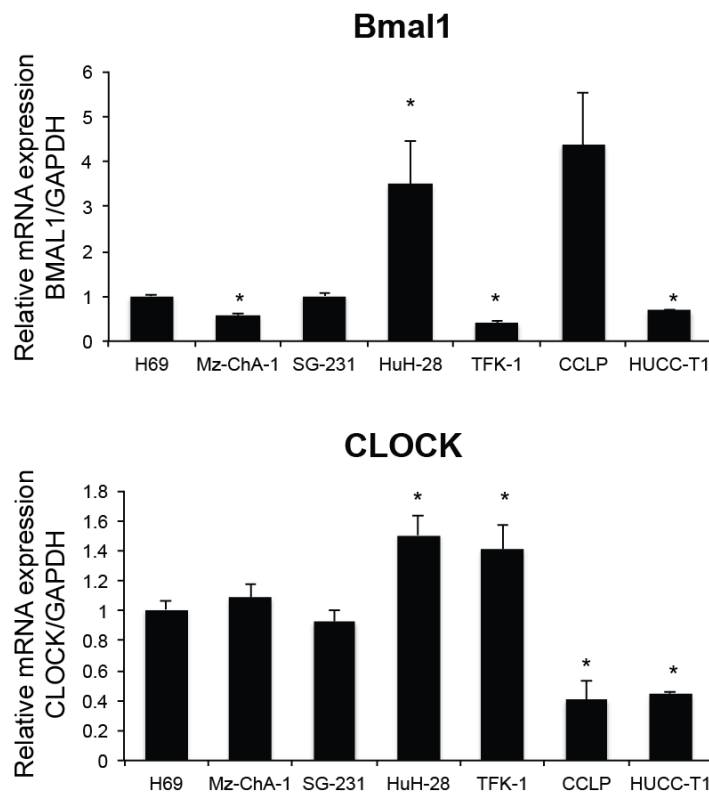 Bmal1
Relative mRNA expression
BMAL1/GAPDH
6
5
4
3
2
1
0
*
*
*
*
H69 Mz-ChA-1 SG-231 HuH-28 TFK-1 CCLP HUCC-T1
CLOCK
Relative mRNA expression
CLOCK/GAPDH
1.8
1.6
1.4
1.2
1
0.8
0.6
0.4
0.2
0
* *
* *
H69 Mz-ChA-1 SG-231 HuH-28 TFK-1 CCLP HUCC-T1